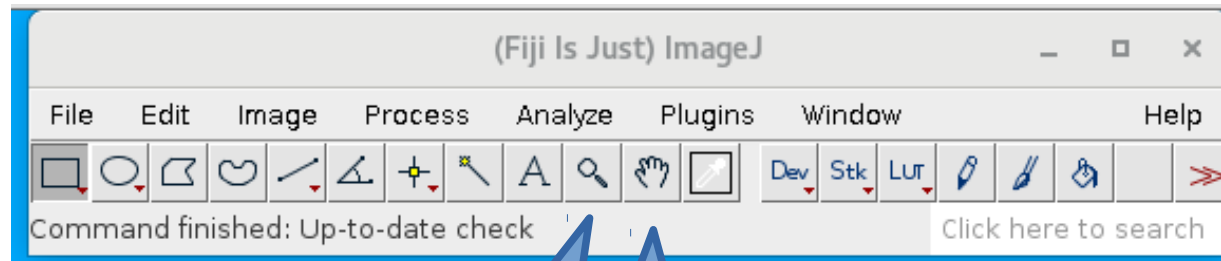 (Fiji Is Just) ImageJ
File Edit Image Process Analyze Plugins Window Help
A Dev Stk LUT
Command finished: Up-to-date check Click here to search